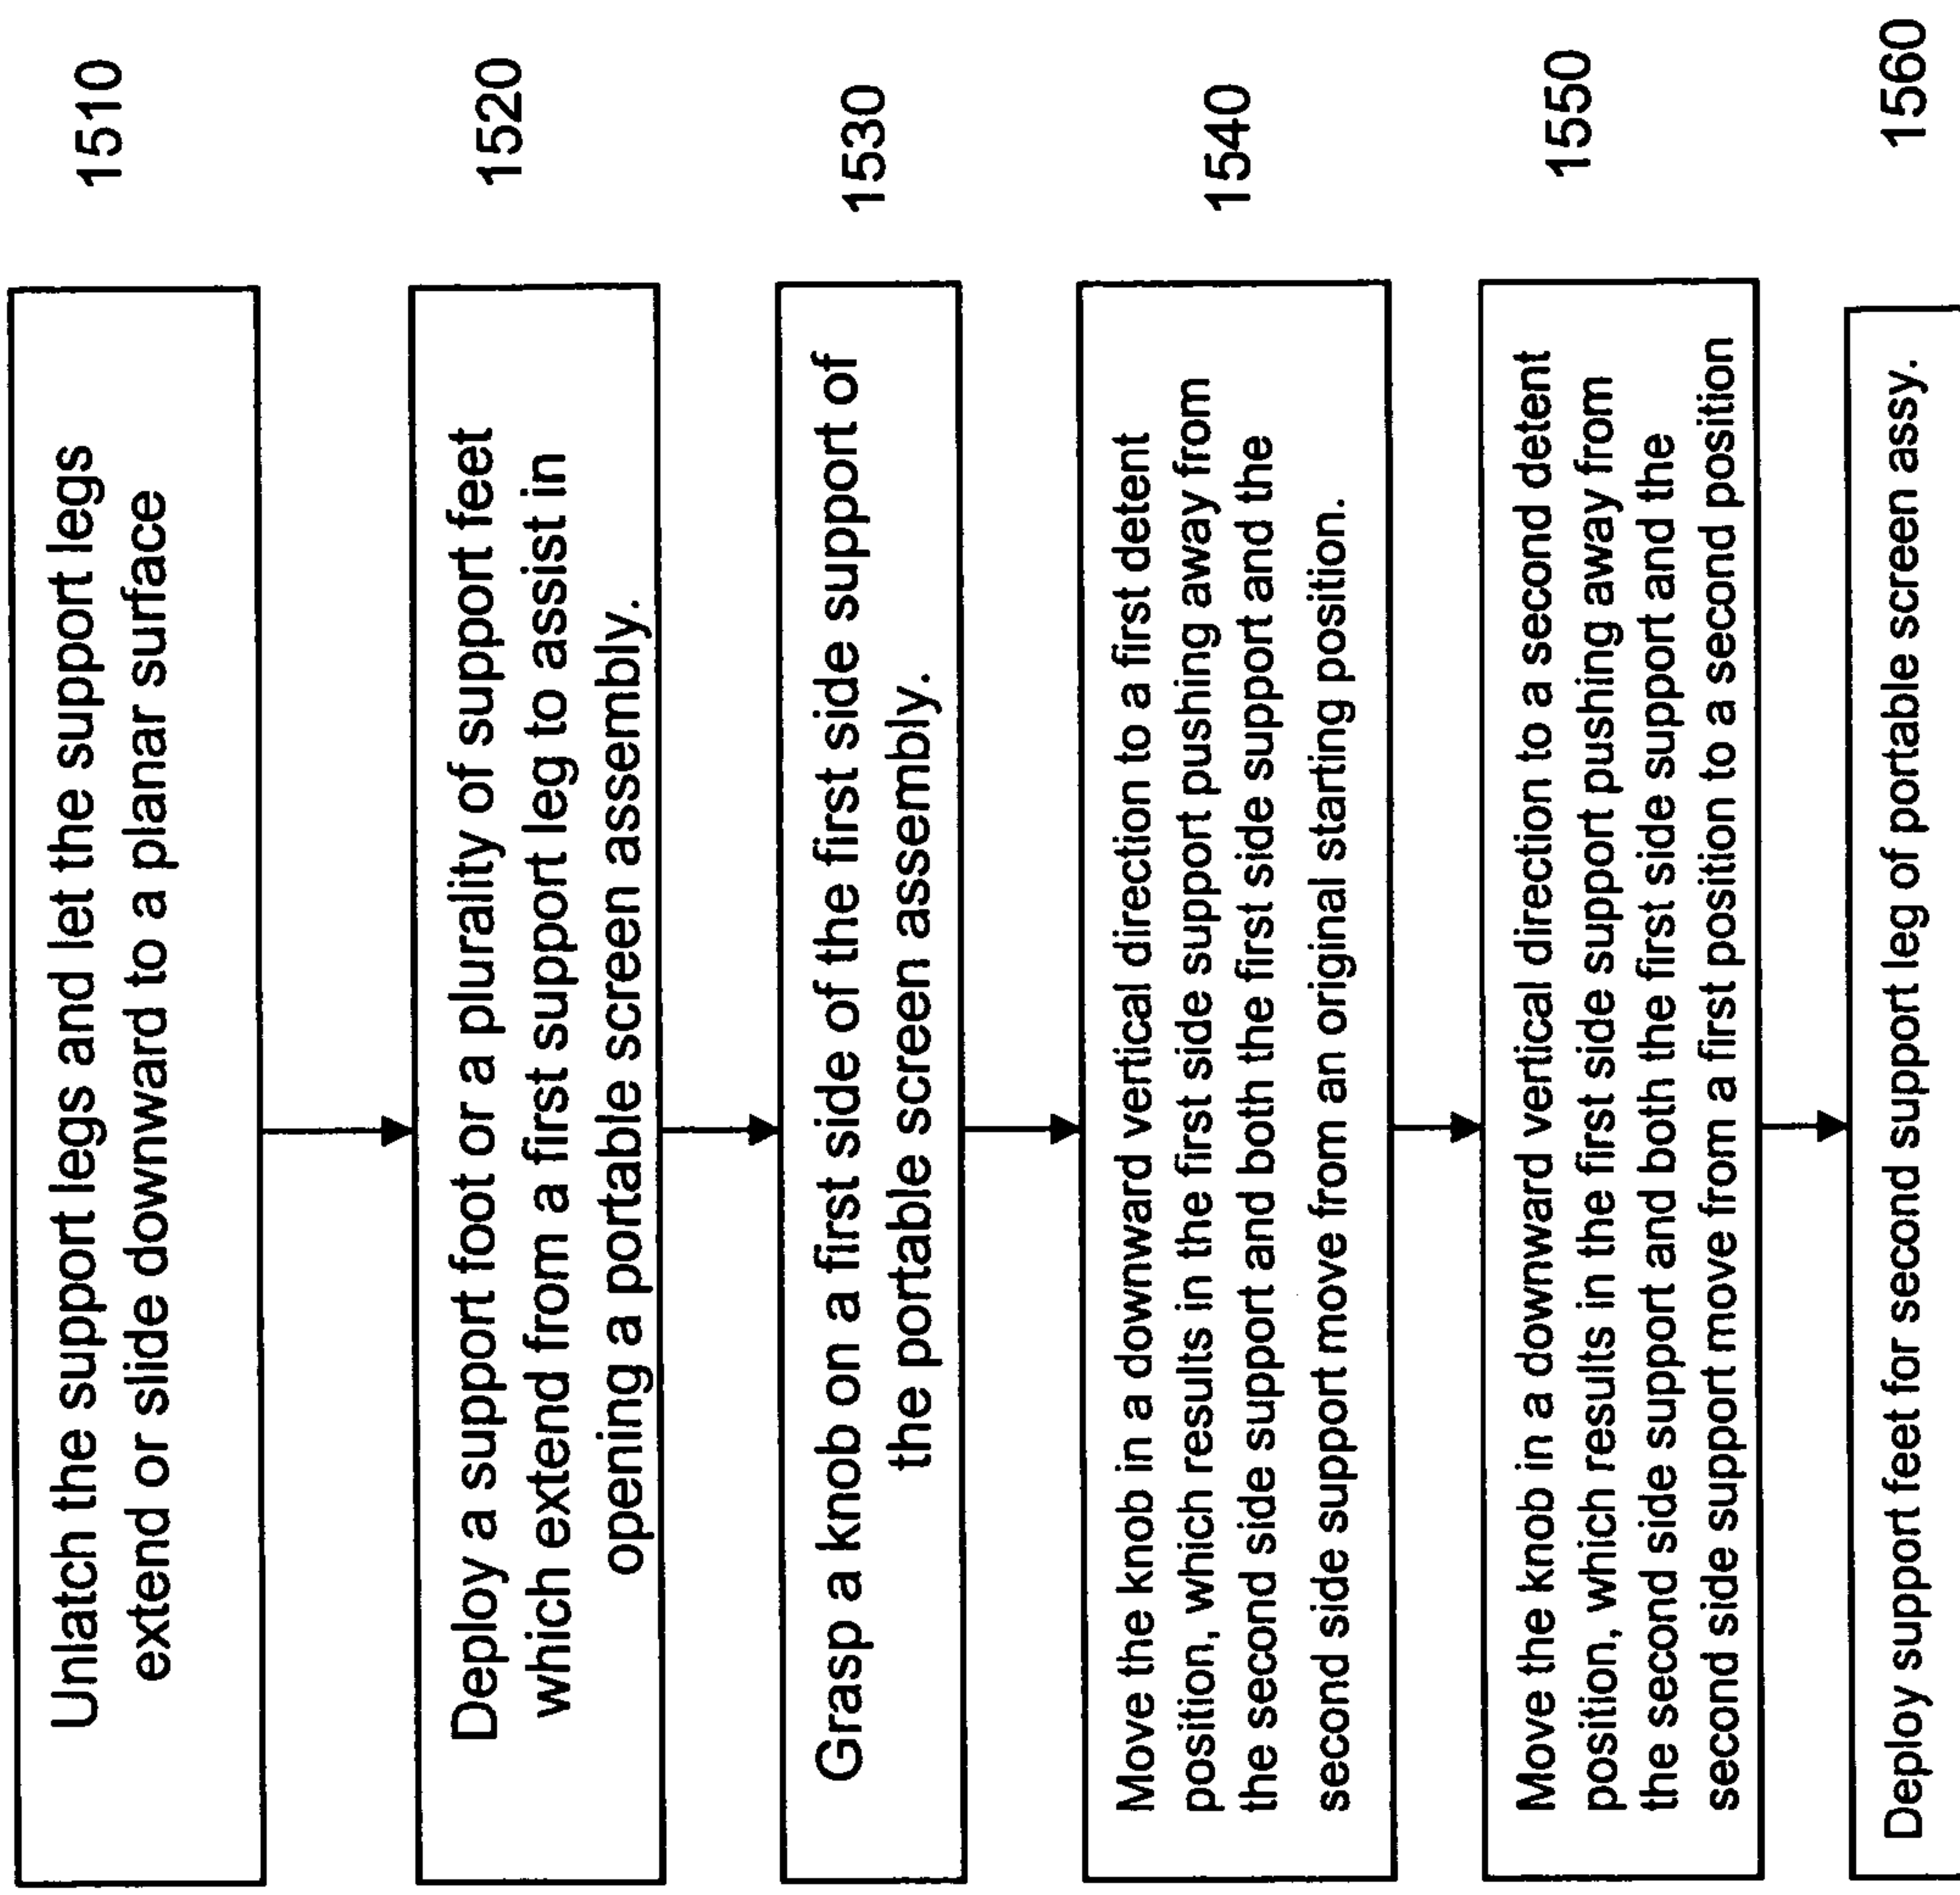 Unlatch the support legs and let the support legs
extend or slide downward to a planar surface
1510
Deploy a support foot or a plurality of support feet
which extend from a first support leg to assist in
opening a portable screen assembly.
1520
Grasp a knob on a first side of the first side support of
the portable screen assembly.
1530
Move the knob in a downward vertical direction to a first detent
position, which results in the first side support pushing away from
the second side support and both the first side support and the
second side support move from an original starting position.
1540
Move the knob in a downward vertical direction to a second detent
position, which results in the first side support pushing away from
the second side support and both the first side support and the
second side support move from a first position to a second position
1550
Deploy support feet for second support leg of portable screen assy.
1560